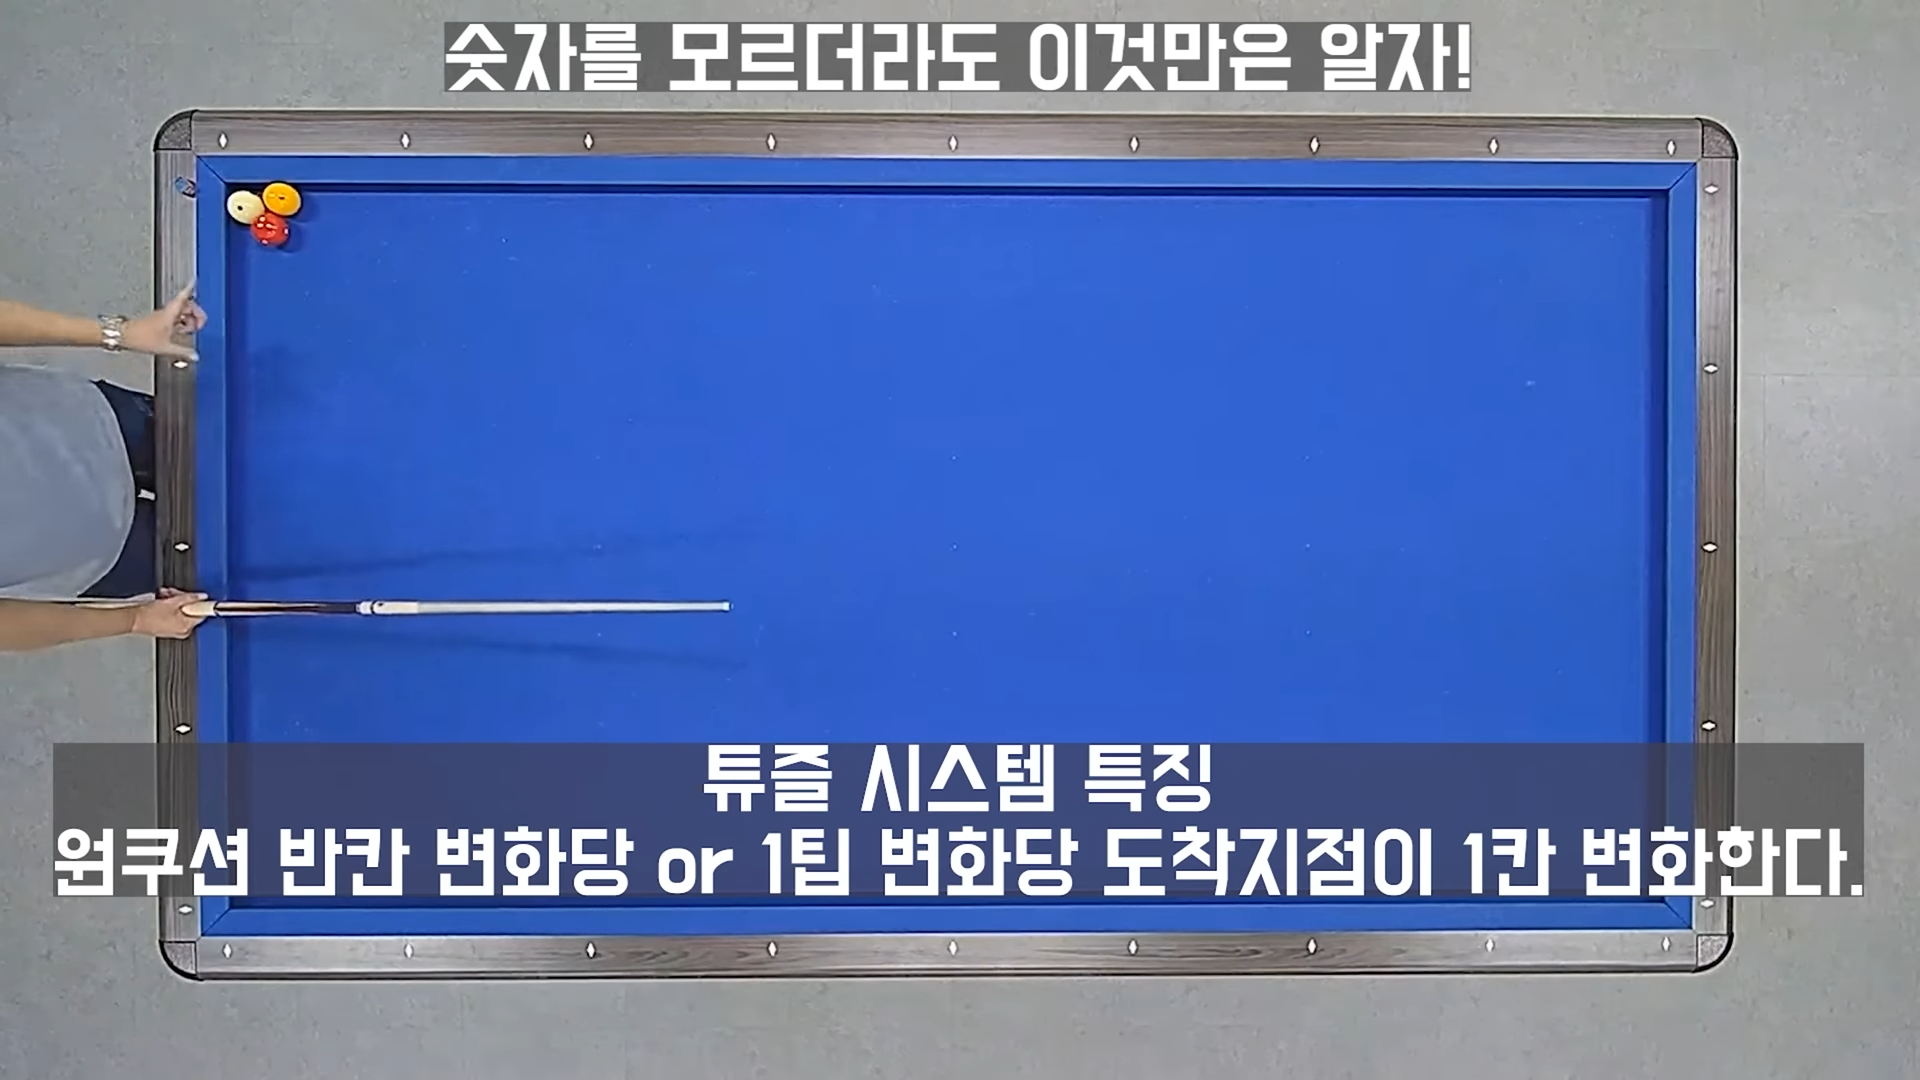 숫자를 모르더라도 이것만은 알자!
튜즐 시스템 특징
원쿠션 반칸 변화당 or 1팁 변화당 도착지점이 1칸 변화한다.